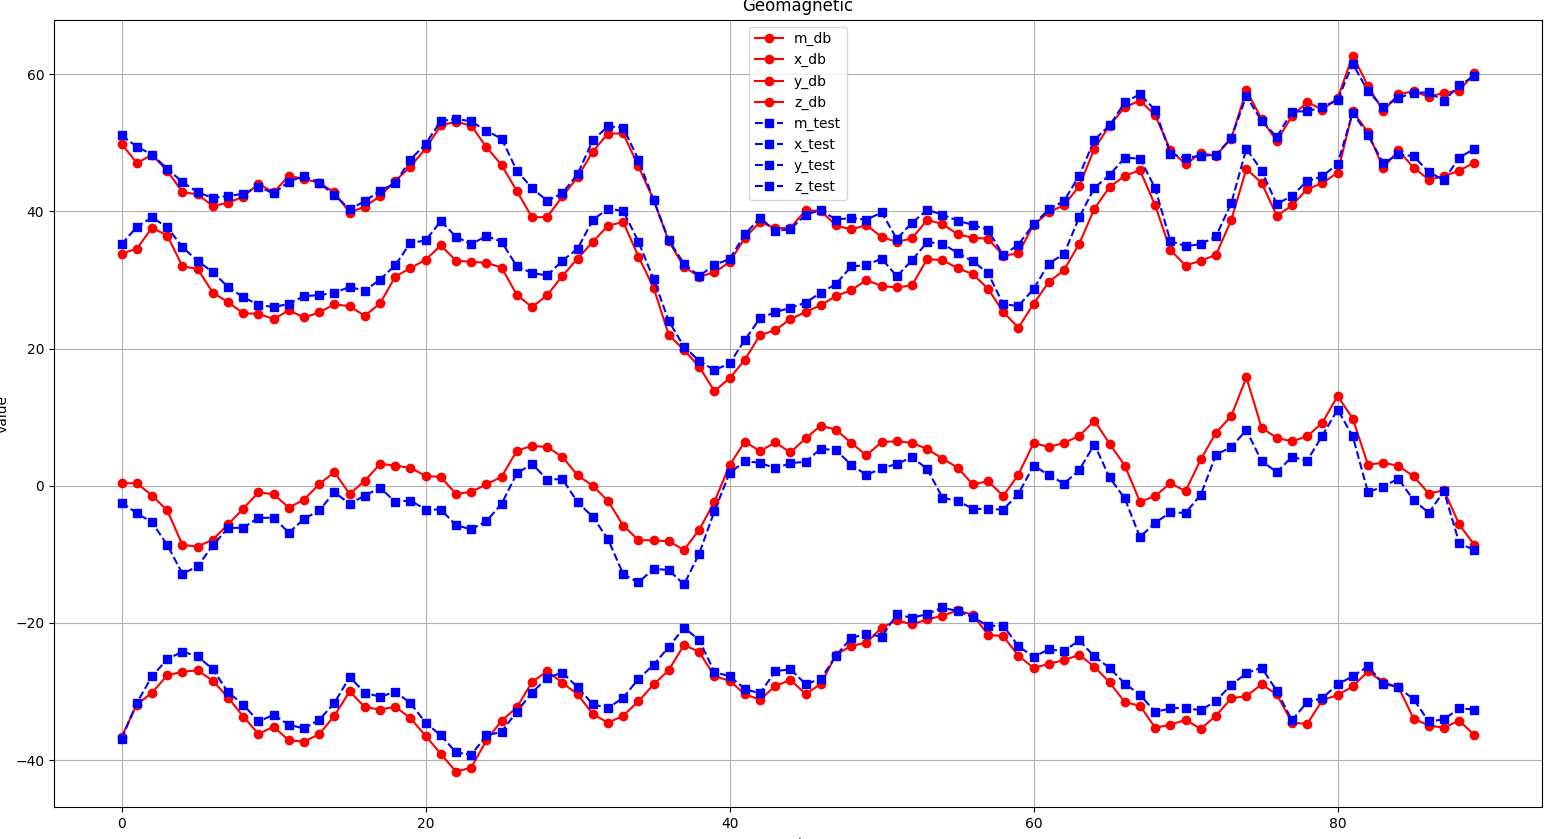 Geomagnetic
m_db
x_db
y_db
z_db
m_test
x_test
y_test
z_test
60
40
20
0
−20
−40
value
0
20
40
60
80